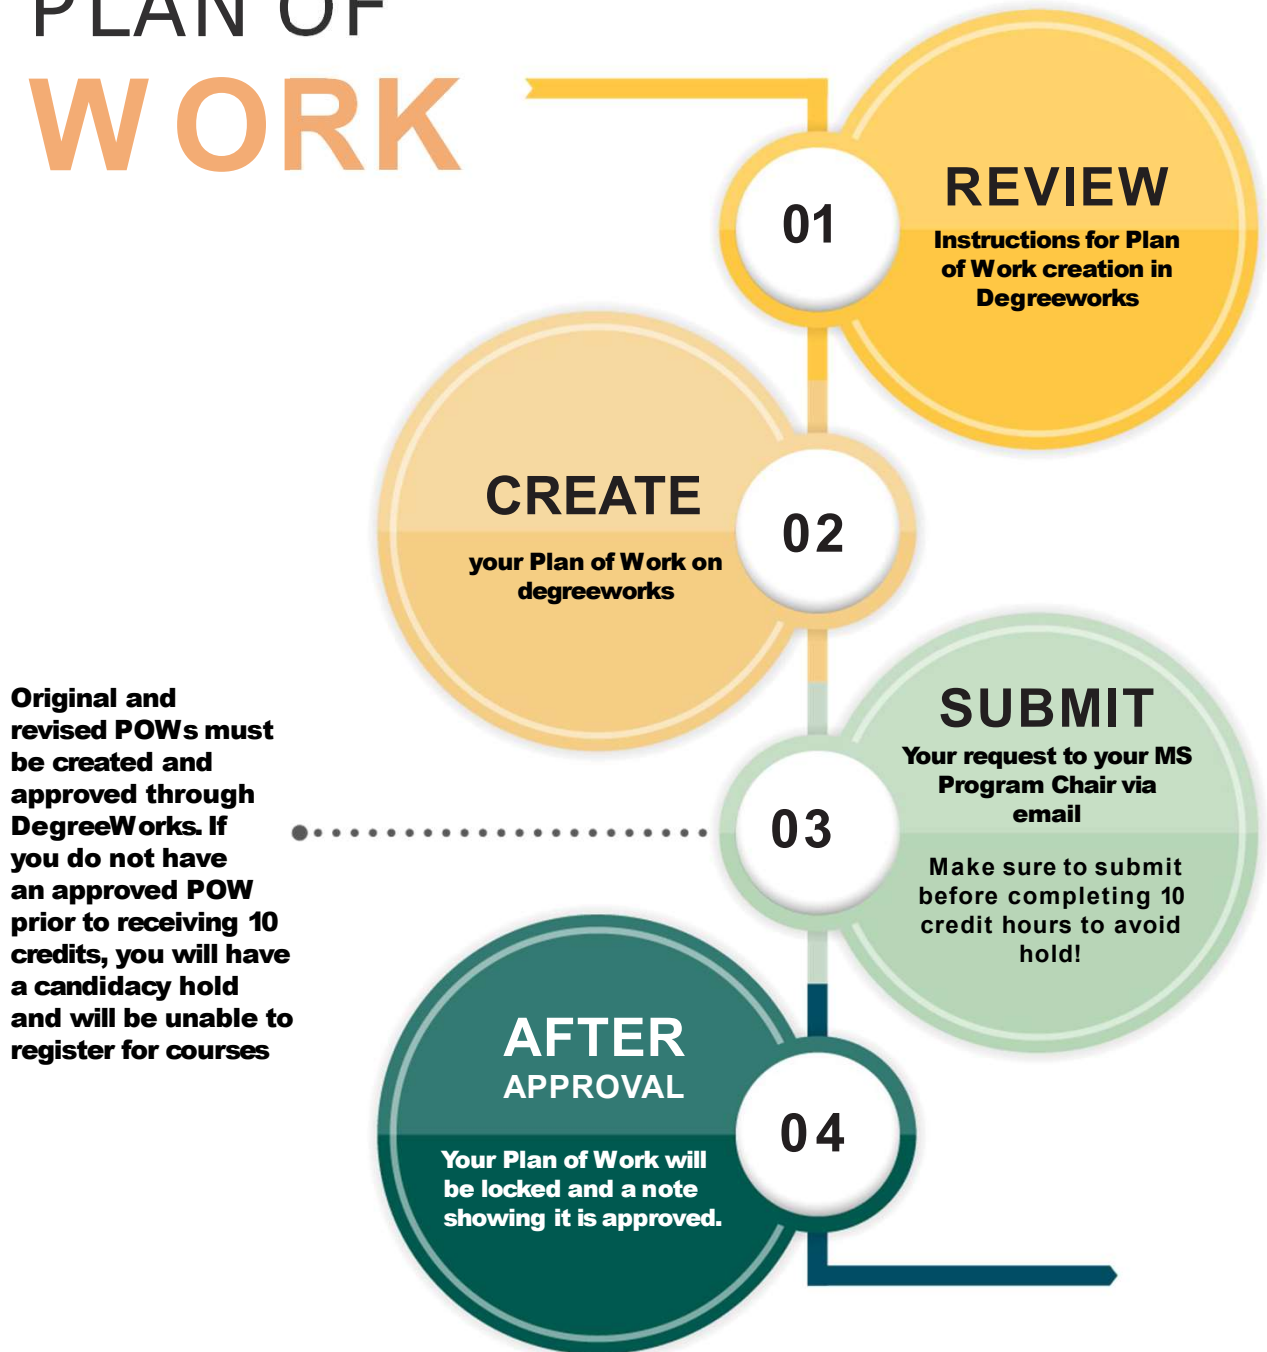 PLAN OF
WORK
01
REVIEW
Instructions for Plan
of Work creation in
Degreeworks
CREATE
your Plan of Work on
degreeworks
02
Original and
revised POWs must
be created and
approved through
DegreeWorks. If
you do not have
an approved POW
prior to receiving 10
credits, you will have
a candidacy hold
and will be unable to
register for courses
03
SUBMIT
Your request to your MS
Program Chair via
email
Make sure to submit
before completing 10
credit hours to avoid
hold!
AFTER
APPROVAL
Your Plan of Work will
be locked and a note
showing it is approved.
04